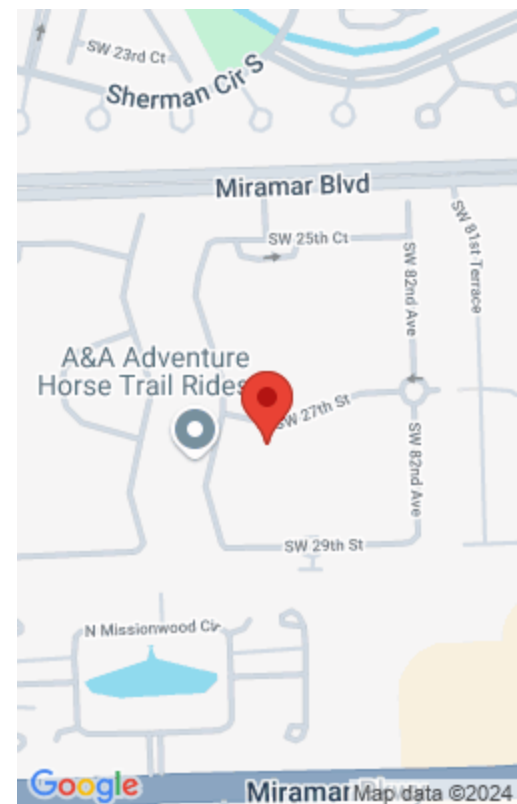 SW 23rd Ct
Sherman Cir S
Miramar Blvd
SW 81st Terrace
SW 25th Ct
SW 82nd Ave
A&A Adventure
Horse Trail Rides
SW 27th St
SW 82nd Ave
SW 29th St
N Missionwood Cir
Google
Miramar
Map data ©2024